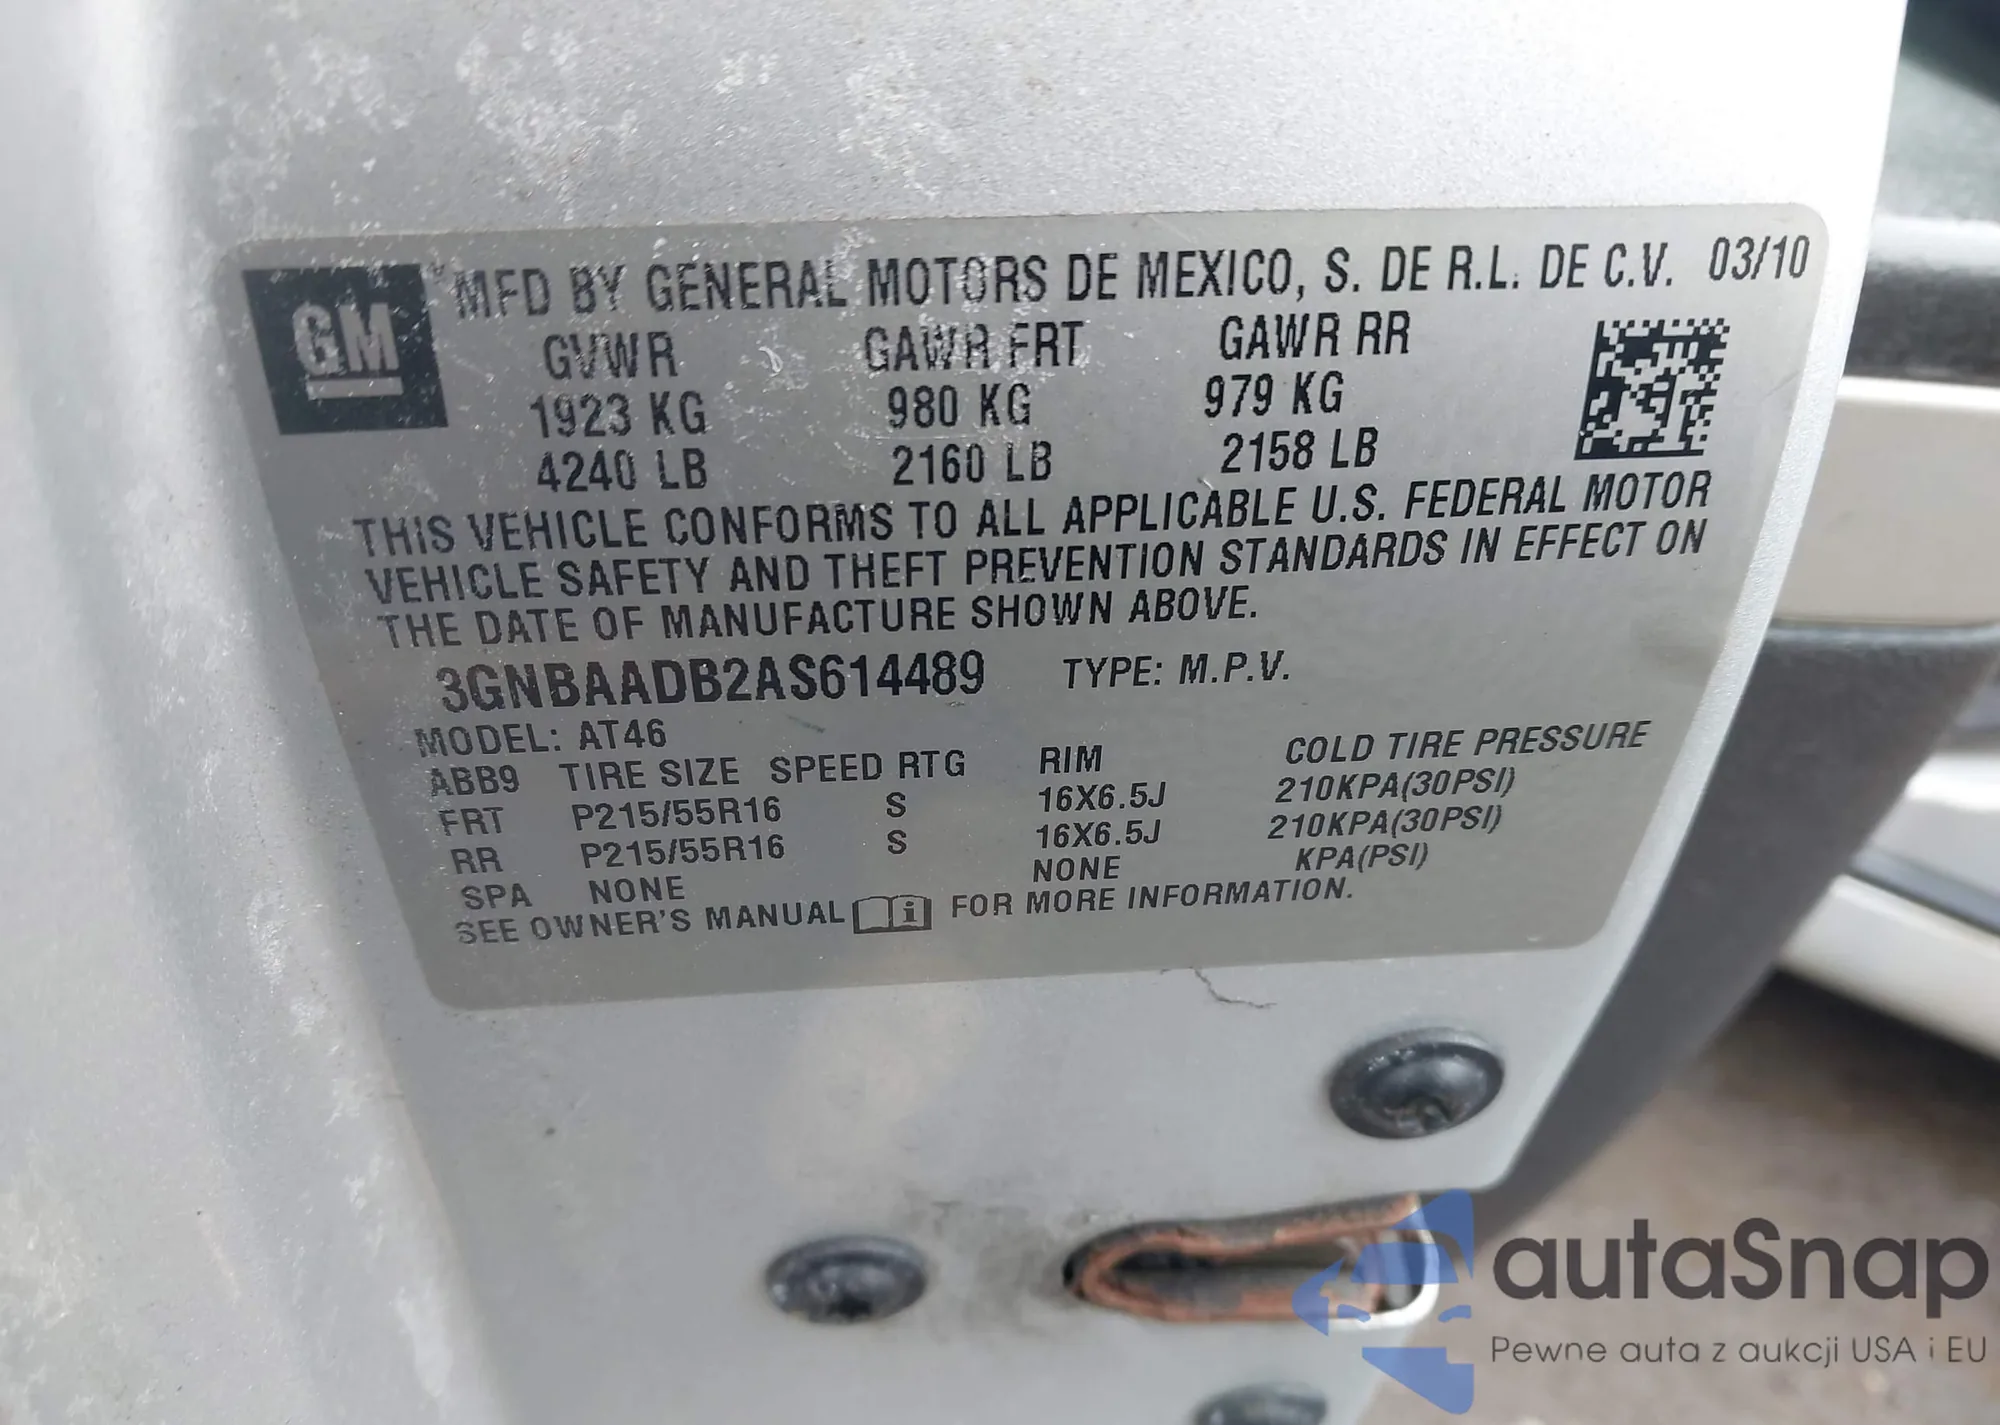 GM
MFD BY GENERAL MOTORS DE MEXICO, S. DE R.L. DE C.V. 03/10
GVWR GAWR FRT GAWR RR
1923 KG 980 KG 979 KG
4240 LB 2160 LB 2158 LB
THIS VEHICLE CONFORMS TO ALL APPLICABLE U.S. FEDERAL MOTOR
VEHICLE SAFETY AND THEFT PREVENTION STANDARDS IN EFFECT ON
THE DATE OF MANUFACTURE SHOWN ABOVE.
3GNBAADB2AS614489 TYPE: M.P.V.
MODEL: AT46
ABB9 TIRE SIZE SPEED RTG RIM COLD TIRE PRESSURE
FRT P215/55R16 S 16X6.5J 210KPA(30PSI)
RR P215/55R16 S 16X6.5J 210KPA(30PSI)
SPA NONE NONE KPA(PSI)
SEE OWNER'S MANUAL i FOR MORE INFORMATION.
autaSnap
Pewne auta z aukcji USA i EU